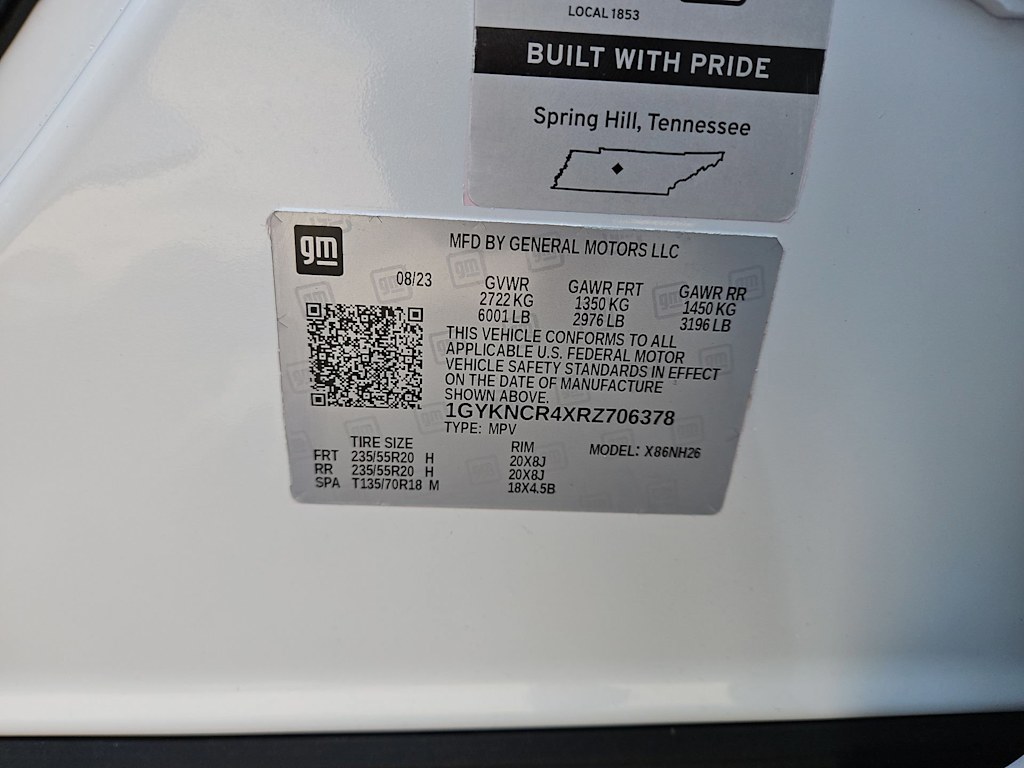 LOCAL 1853
BUILT WITH PRIDE
Spring Hill, Tennessee
gm
MFD BY GENERAL MOTORS LLC
08/23 GVWR GAWR FRT GAWR RR
2722 KG 1350 KG 1450 KG
6001 LB 2976 LB 3196 LB
THIS VEHICLE CONFORMS TO ALL
APPLICABLE U.S. FEDERAL MOTOR
VEHICLE SAFETY STANDARDS IN EFFECT
ON THE DATE OF MANUFACTURE
SHOWN ABOVE.
1GYKNCR4XRZ706378
TYPE: MPV
TIRE SIZE RIM MODEL: X86NH26
FRT 235/55R20 H 20X8J
RR 235/55R20 H 20X8J
SPA T135/70R18 M 18X4.5B